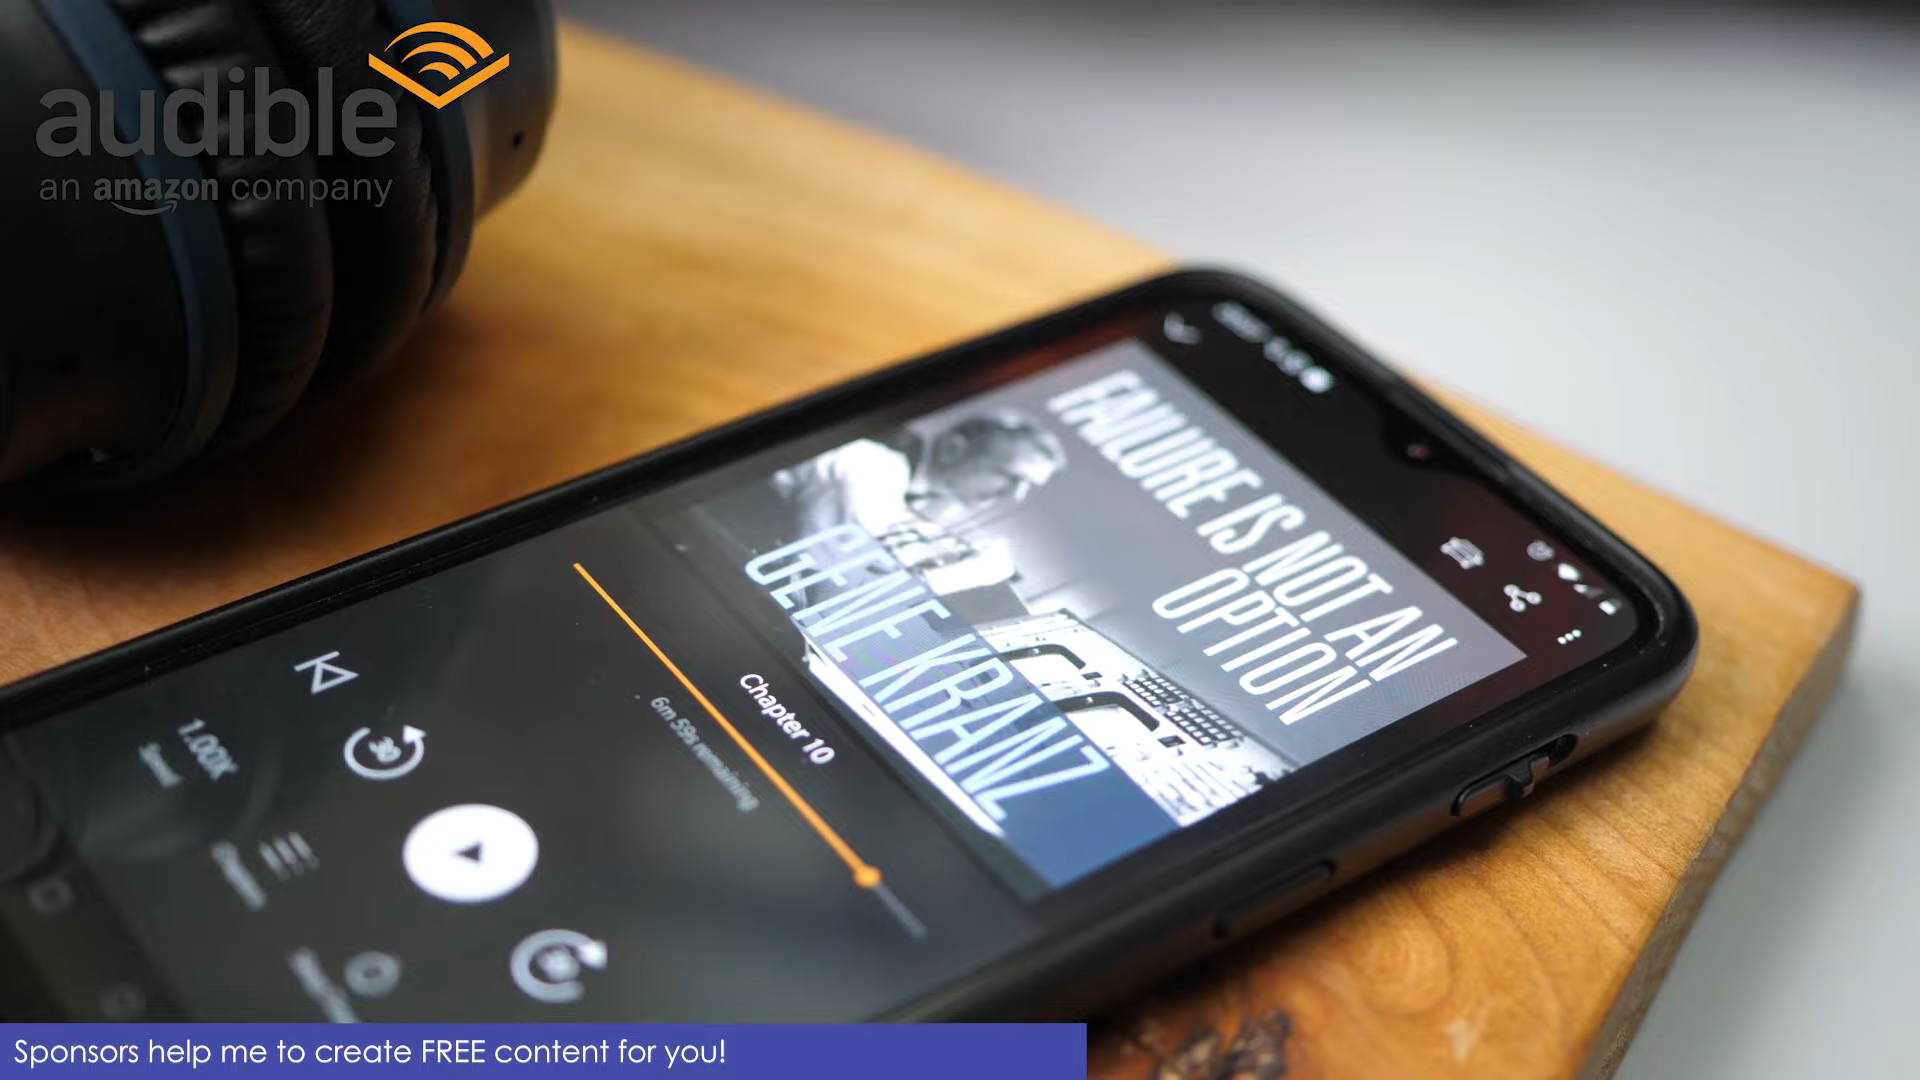 audible
an amazon company
FAILURE IS NOT AN
OPTION
GENE KRANZ
Chapter 10
6m 59s remaining
30
1.00X
Sponsors help me to create FREE content for you!